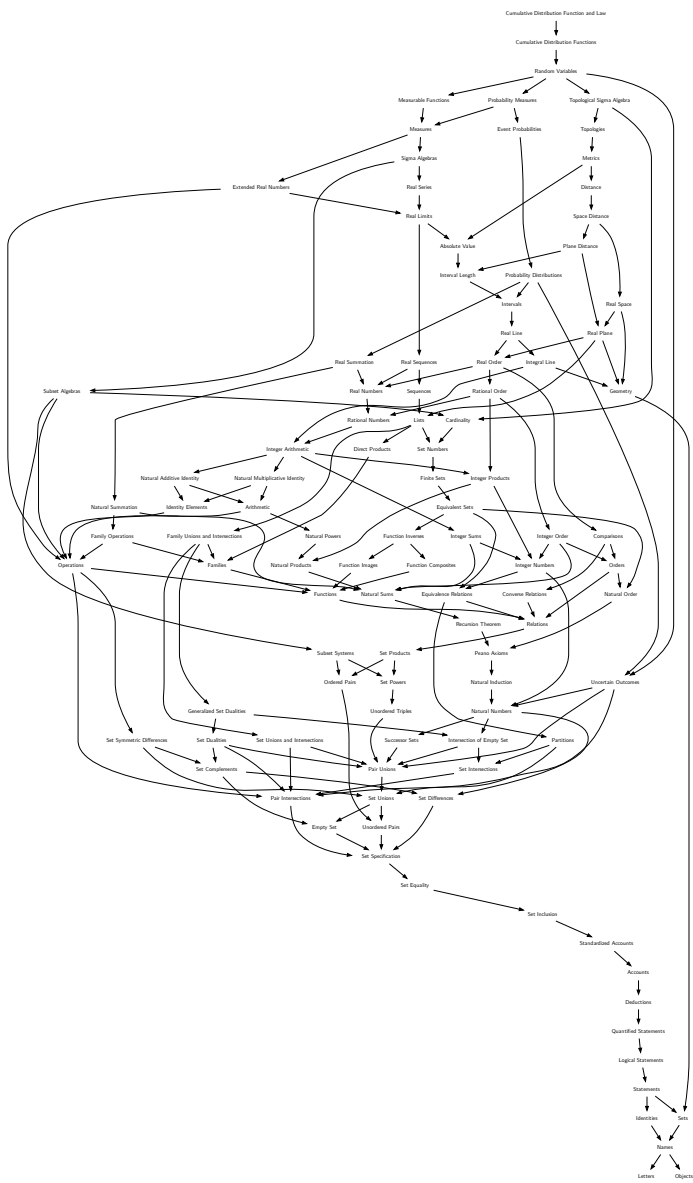 Cumulative Distribution Function and Law
Cumulative Distribution Functions
Random Variables
Measurable Functions Probability Measures Topological Sigma Algebra
Measures Event Probabilities Topologies
Sigma Algebras Metrics
Extended Real Numbers Real Series Distance
Real Limits Space Distance
Absolute Value Plane Distance
Interval Length Probability Distributions
Intervals Real Space
Real Line Real Plane
Real Summation Real Sequences Real Order Integral Line
Subset Algebras Real Numbers Sequences Rational Order Geometry
Rational Numbers Lists Cardinality
Integer Arithmetic Direct Products Set Numbers
Natural Additive Identity Natural Multiplicative Identity Finite Sets Integer Products
Natural Summation Identity Elements Arithmetic Equivalent Sets
Family Operations Family Unions and Intersections Natural Powers Function Inverses Integer Sums Integer Order Comparisons
Operations Families Natural Products Function Images Function Composites Integer Numbers Orders
Functions Natural Sums Equivalence Relations Converse Relations Natural Order
Recursion Theorem Relations
Subset Systems Set Products Peano Axioms
Ordered Pairs Set Powers Natural Induction Uncertain Outcomes
Generalized Set Dualities Unordered Triples Natural Numbers
Set Symmetric Differences Set Dualities Set Unions and Intersections Successor Sets Intersection of Empty Set Partitions
Set Complements Pair Unions Set Intersections
Pair Intersections Set Unions Set Differences
Empty Set Unordered Pairs
Set Specification
Set Equality
Set Inclusion
Standardized Accounts
Accounts
Deductions
Quantified Statements
Logical Statements
Statements
Identities Sets
Names
Letters Objects